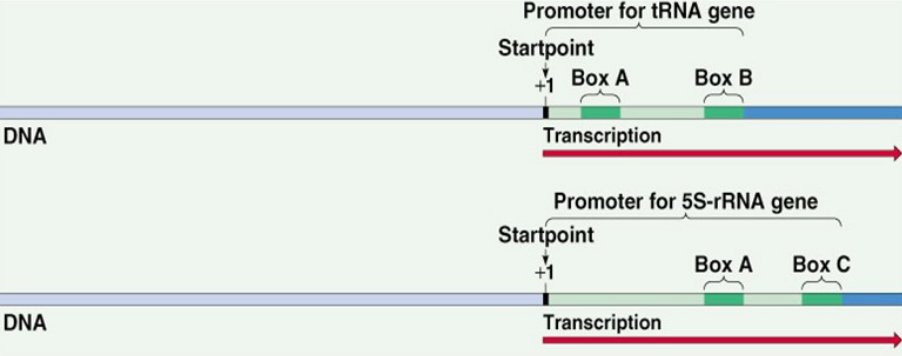 Promoter for tRNA gene
Startpoint
+1
Box A
Box B
DNA
Transcription
Promoter for 5S-rRNA gene
Startpoint
+1
Box A
Box C
DNA
Transcription